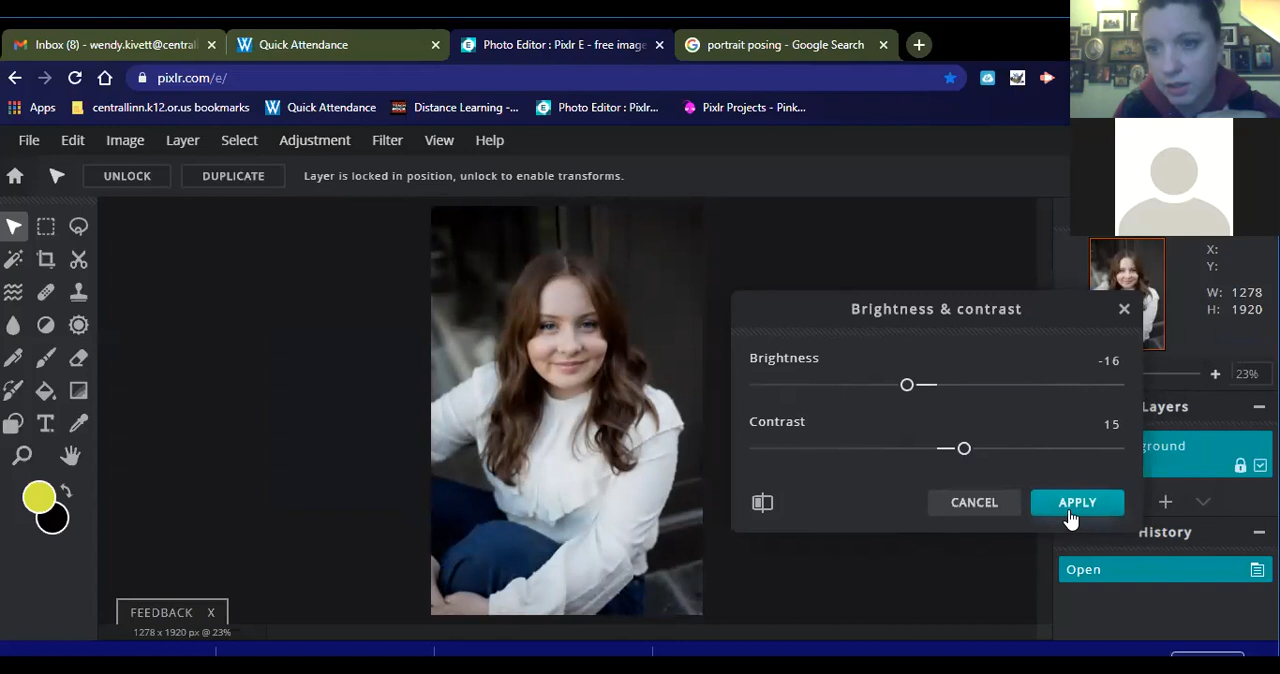 Inbox (8) - wendy.kivett@central
Quick Attendance
Photo Editor : Pixlr E - free image
portrait posing - Google Search
pixlr.com/e/
Apps
centrallinn.k12.or.us bookmarks
Quick Attendance
Distance Learning -...
Photo Editor : Pixlr...
Pixlr Projects - Pink...
File Edit Image Layer Select Adjustment Filter View Help
UNLOCK DUPLICATE Layer is locked in position, unlock to enable transforms.
X:
Y:
W: 1278
H: 1920
23%
Brightness & contrast
Brightness -16
Contrast 15
CANCEL APPLY
Layers
ground
History
Open
FEEDBACK X
1278 x 1920 px @ 23%